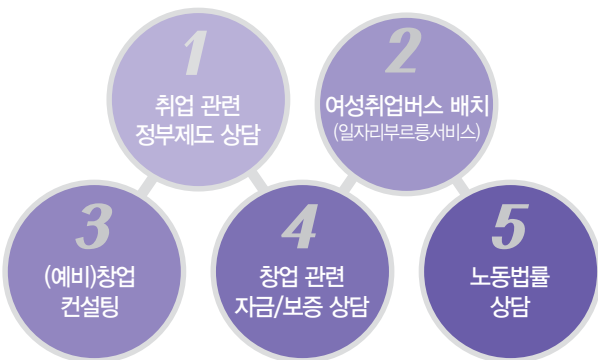 1
취업 관련
정부제도 상담
2
여성취업버스 배치
(일자리부르릉서비스)
3
(예비)창업
컨설팅
4
창업 관련
자금/보증 상담
5
노동법률
상담